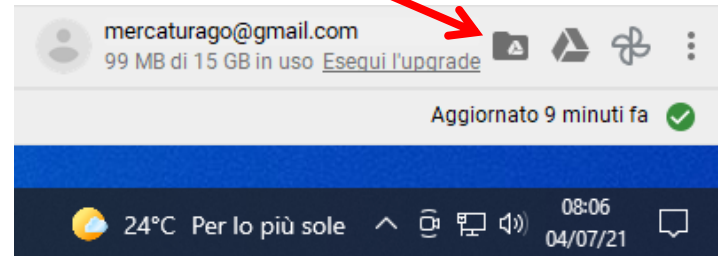 mercaturago@gmail.com
99 MB di 15 GB in uso Esegui l'upgrade
Aggiornato 9 minuti fa
24°C Per lo più sole
08:06
04/07/21